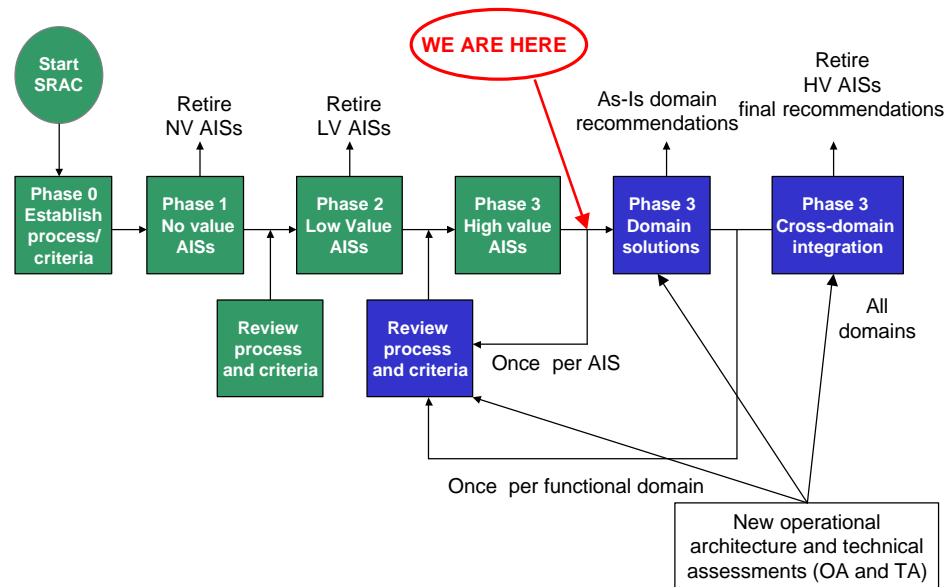 WE ARE HERE
Start
SRAC
Retire
NV AISs
Retire
LV AISs
As-Is domain
recommendations
Retire
HV AISs
final recommendations
Phase 0
Establish
process/
criteria
Phase 1
No value
AISs
Phase 2
Low Value
AISs
Phase 3
High value
AISs
Phase 3
Domain
solutions
Phase 3
Cross-domain
integration
Review
process
and criteria
Review
process
and criteria
Once per AIS
All
domains
Once per functional domain
New operational
architecture and technical
assessments (OA and TA)